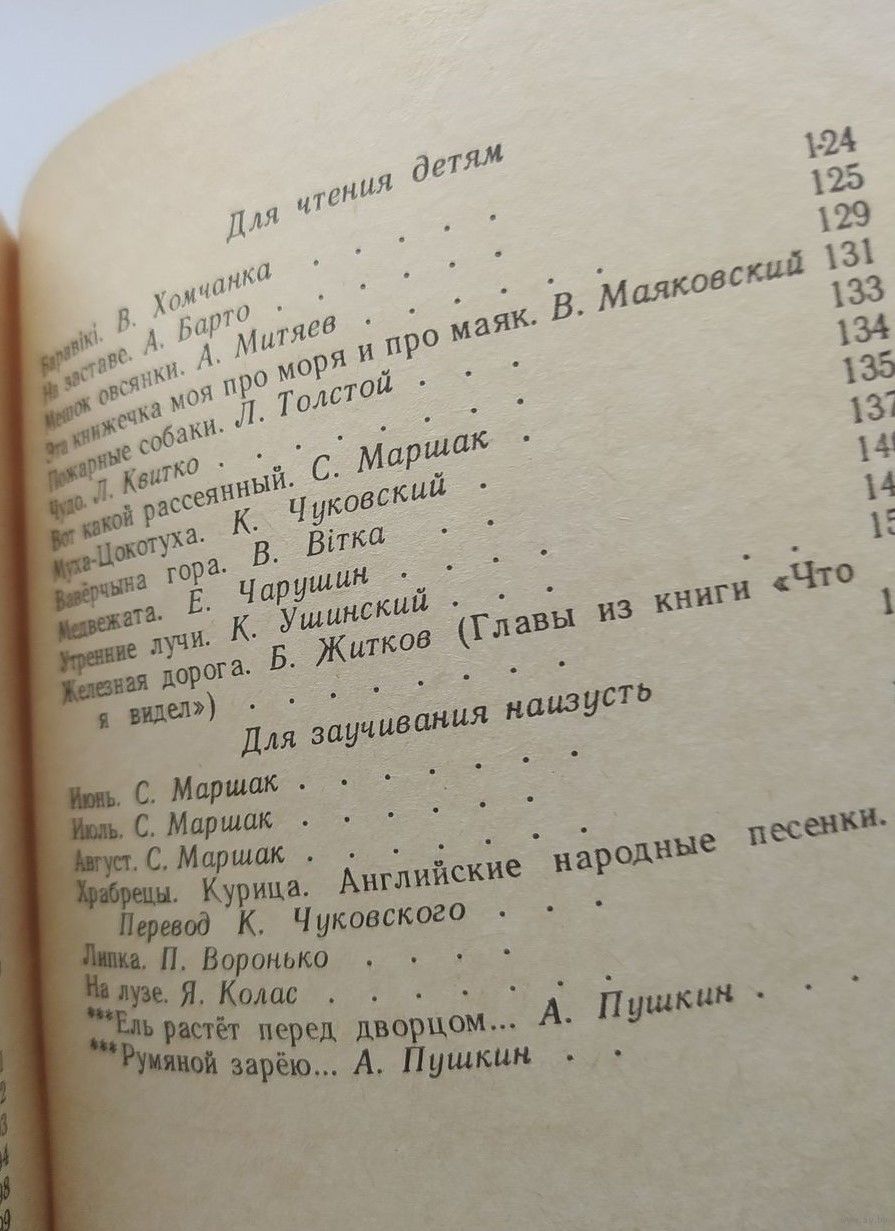 Для чтения детям
Баравікі. В. Хомчанка . . . . . 124
На заставе. А. Барто . . . . . . 125
Мешок овсянки. А. Митяев . . . . . . 129
Эта книжечка моя про моря и про маяк. В. Маяковский 131
Пожарные собаки. Л. Толстой . . . 133
Чудо. Л. Квитко . . . . . . . . 134
Вот какой рассеянный. С. Маршак . 135
Муха-Цокотуха. К. Чуковский . 137
Вавёрчына гора. В. Вітка . .
Медвежата. Е. Чарушин . . . .
Утренние лучи. К. Ушинский . . . . .
Железная дорога. Б. Житков (Главы из книги «Что
я видел») . . . . . . . .
Для заучивания наизусть
Июнь. С. Маршак . . . . . . .
Июль. С. Маршак . . . . . .
Август. С. Маршак . . . . . . .
Храбрецы. Курица. Английские народные песенки.
Перевод К. Чуковского . . .
Липка. П. Воронько . . . .
На лузе. Я. Колас . . . . . . .
***Ель растёт перед дворцом... А. Пушкин . . .
***Румяной зарёю... А. Пушкин . .